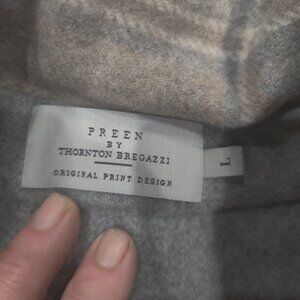 PREEN
BY
THORNTON BREGAZZI
ORIGINAL PRINT DESIGN
L